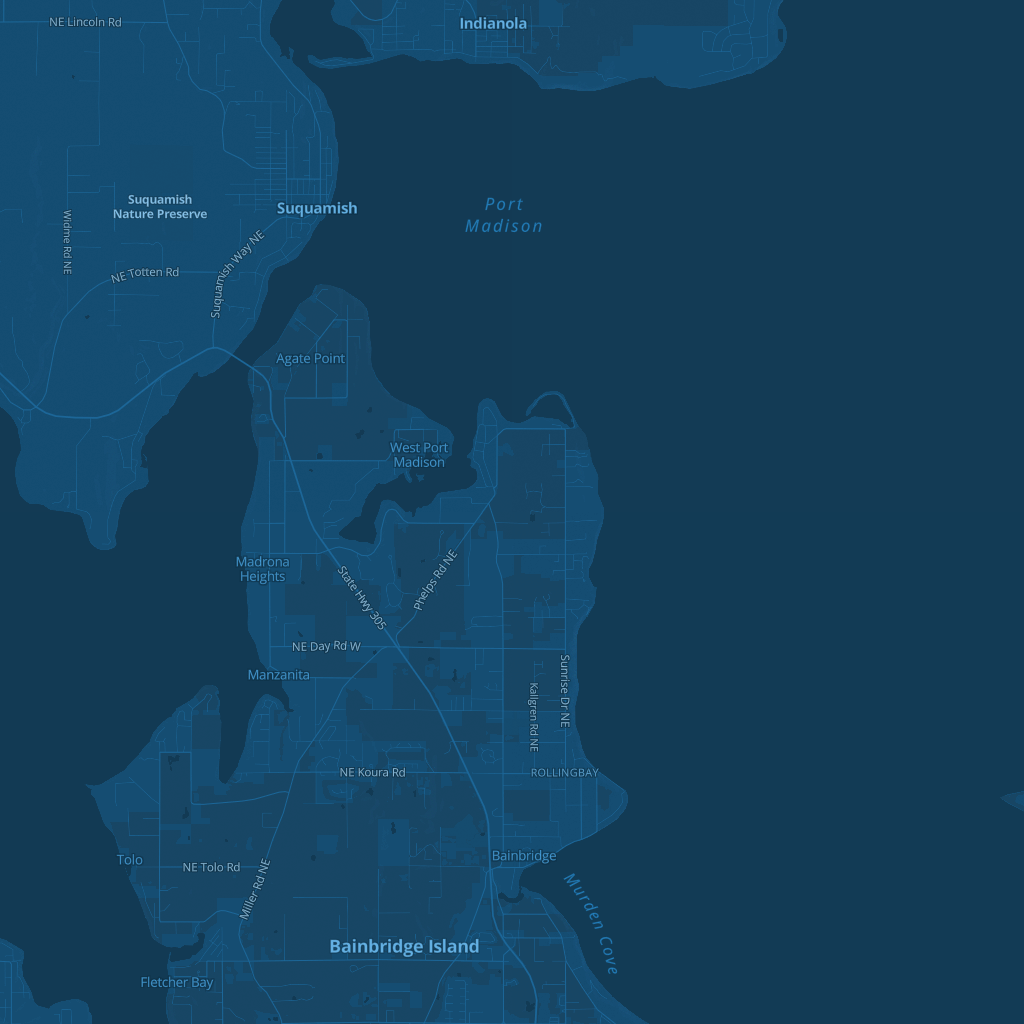 NE Lincoln Rd
Indianola
Suquamish
Nature Preserve
Suquamish
Port
Madison
Widme Rd NE
NE Totten Rd
Suquamish Way NE
Agate Point
West Port
Madison
Madrona
Heights
State Hwy 305
Phelps Rd NE
NE Day Rd W
Manzanita
Sunrise Dr NE
Kallgren Rd NE
NE Koura Rd
ROLLINGBAY
Tolo
NE Tolo Rd
Miller Rd NE
Bainbridge
Murden Cove
Bainbridge Island
Fletcher Bay